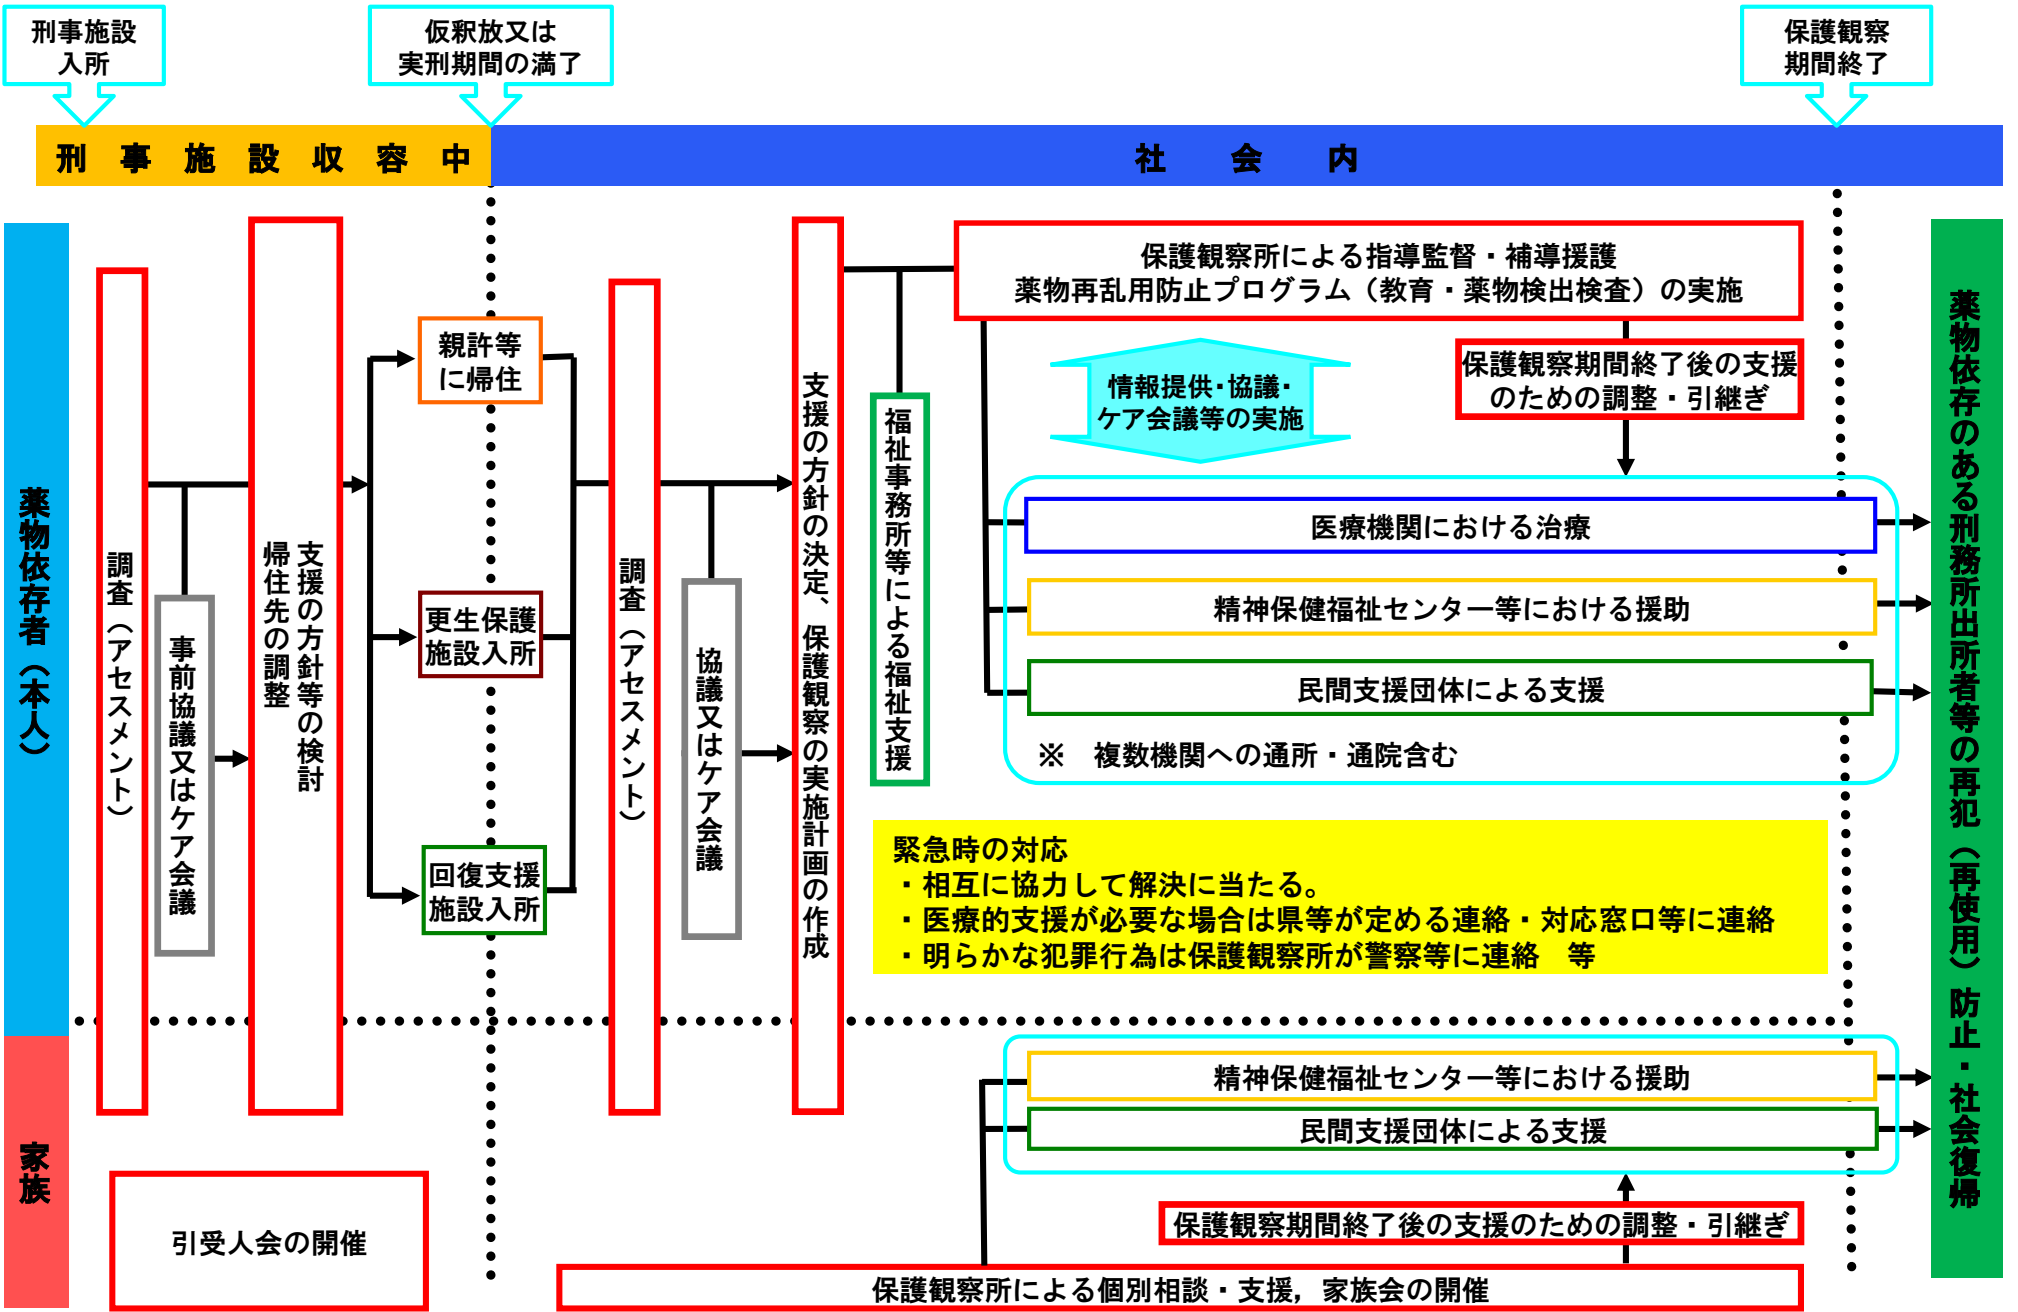 刑事施設
入所
仮釈放又は
実刑期間の満了
保護観察
期間終了
刑事施設収容中
社会内
薬物依存者（本人）
調査（アセスメント）
事前協議又はケア会議
支援の方針等の検討
帰住先の調整
親許等
に帰住
更生保護
施設入所
回復支援
施設入所
調査（アセスメント）
協議又はケア会議
支援の方針の決定、保護観察の実施計画の作成
福祉事務所等による福祉支援
保護観察所による指導監督・補導援護
薬物再乱用防止プログラム（教育・薬物検出検査）の実施
情報提供・協議・
ケア会議等の実施
保護観察期間終了後の支援
のための調整・引継ぎ
医療機関における治療
精神保健福祉センター等における援助
民間支援団体による支援
※　複数機関への通所・通院含む
緊急時の対応
・相互に協力して解決に当たる。
・医療的支援が必要な場合は県等が定める連絡・対応窓口等に連絡
・明らかな犯罪行為は保護観察所が警察等に連絡　等
薬物依存のある刑務所出所者等の再犯（再使用）防止・社会復帰
家族
引受人会の開催
精神保健福祉センター等における援助
民間支援団体による支援
保護観察期間終了後の支援のための調整・引継ぎ
保護観察所による個別相談・支援，家族会の開催